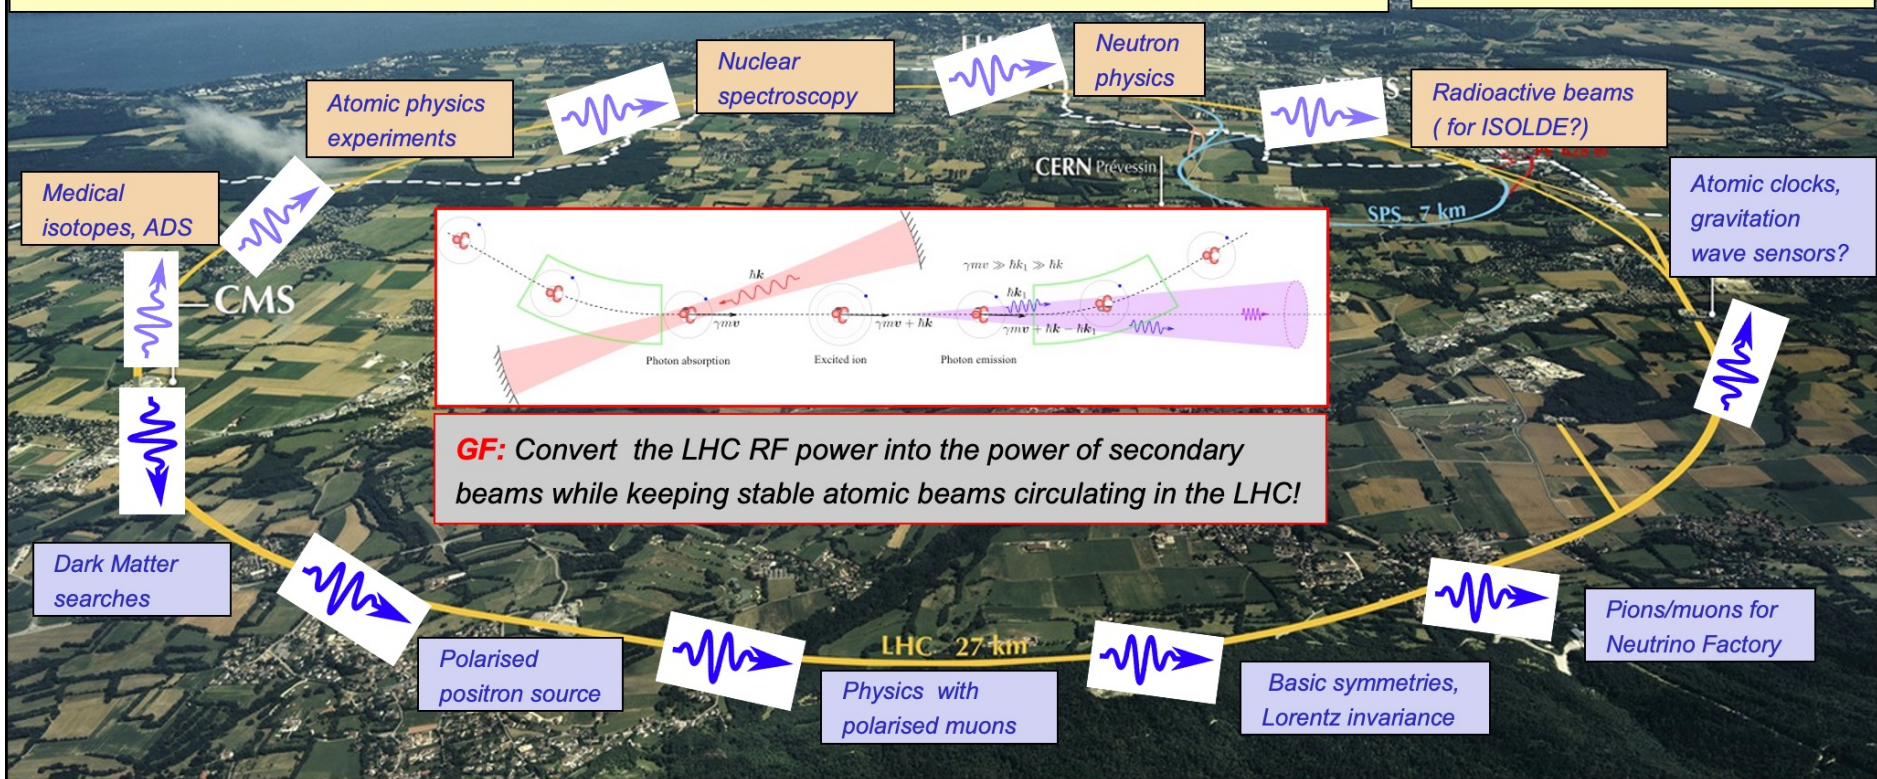 Nuclear
spectroscopy
Neutron
physics
Atomic physics
experiments
Radioactive beams
( for ISOLDE?)
Medical
isotopes, ADS
CERN Prévessin
Atomic clocks,
gravitation
wave sensors?
SPS 7 km
CMS
ħk
γmv ≫ ħk₁ ≫ ħk
ħk₁
γmv
γmv + ħk
γmv + ħk − ħk₁
Photon absorption
Excited ion
Photon emission
GF: Convert the LHC RF power into the power of secondary
beams while keeping stable atomic beams circulating in the LHC!
Dark Matter
searches
Polarised
positron source
LHC 27 km
Physics with
polarised muons
Basic symmetries,
Lorentz invariance
Pions/muons for
Neutrino Factory